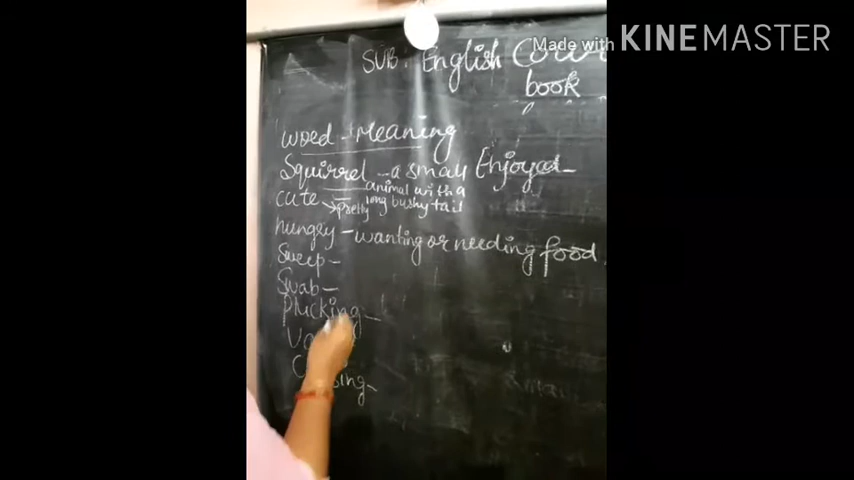 Made with KINEMASTER
SUB. English
book
word - Meaning
Squirrel - a small Enjoyed -
animal with a
cute → pretty long bushy tail
hungry - wanting or needing food.
Sweep -
Swab -
Plucking -